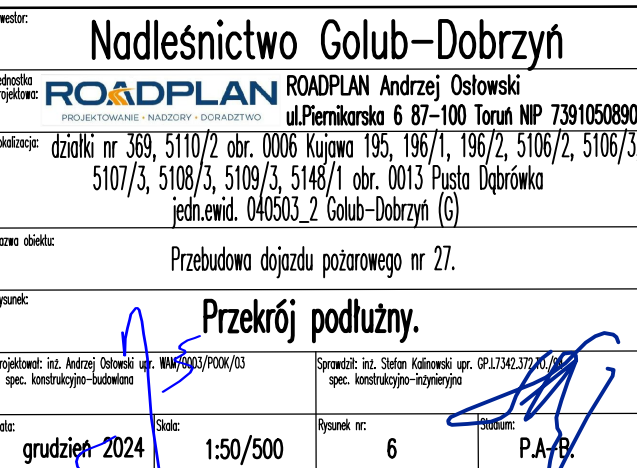 westor:
Nadleśnictwo Golub-Dobrzyń
ednostka
rojektowa:
ROADPLAN
PROJEKTOWANIE • NADZORY • DORADZTWO
ROADPLAN Andrzej Osłowski
ul.Piernikarska 6 87-100 Toruń NIP 7391050890
okalizacja:
działki nr 369, 5110/2 obr. 0006 Kujawa 195, 196/1, 196/2, 5106/2, 5106/3,
5107/3, 5108/3, 5109/3, 5148/1 obr. 0013 Pusta Dąbrówka
jedn.ewid. 040503_2 Golub-Dobrzyń (G)
azwa obiektu:
Przebudowa dojazdu pożarowego nr 27.
ysunek:
Przekrój podłużny.
rojektował: inż. Andrzej Osłowski upr. WAM/0003/POOK/03
spec. konstrukcyjno-budowlana
Sprawdził: inż. Stefan Kalinowski upr. GP.I.7342.372
spec. konstrukcyjno-inżynieryjna
ata:
grudzień 2024
Skala:
1:50/500
Rysunek nr:
6
Stadium:
P.A-B.